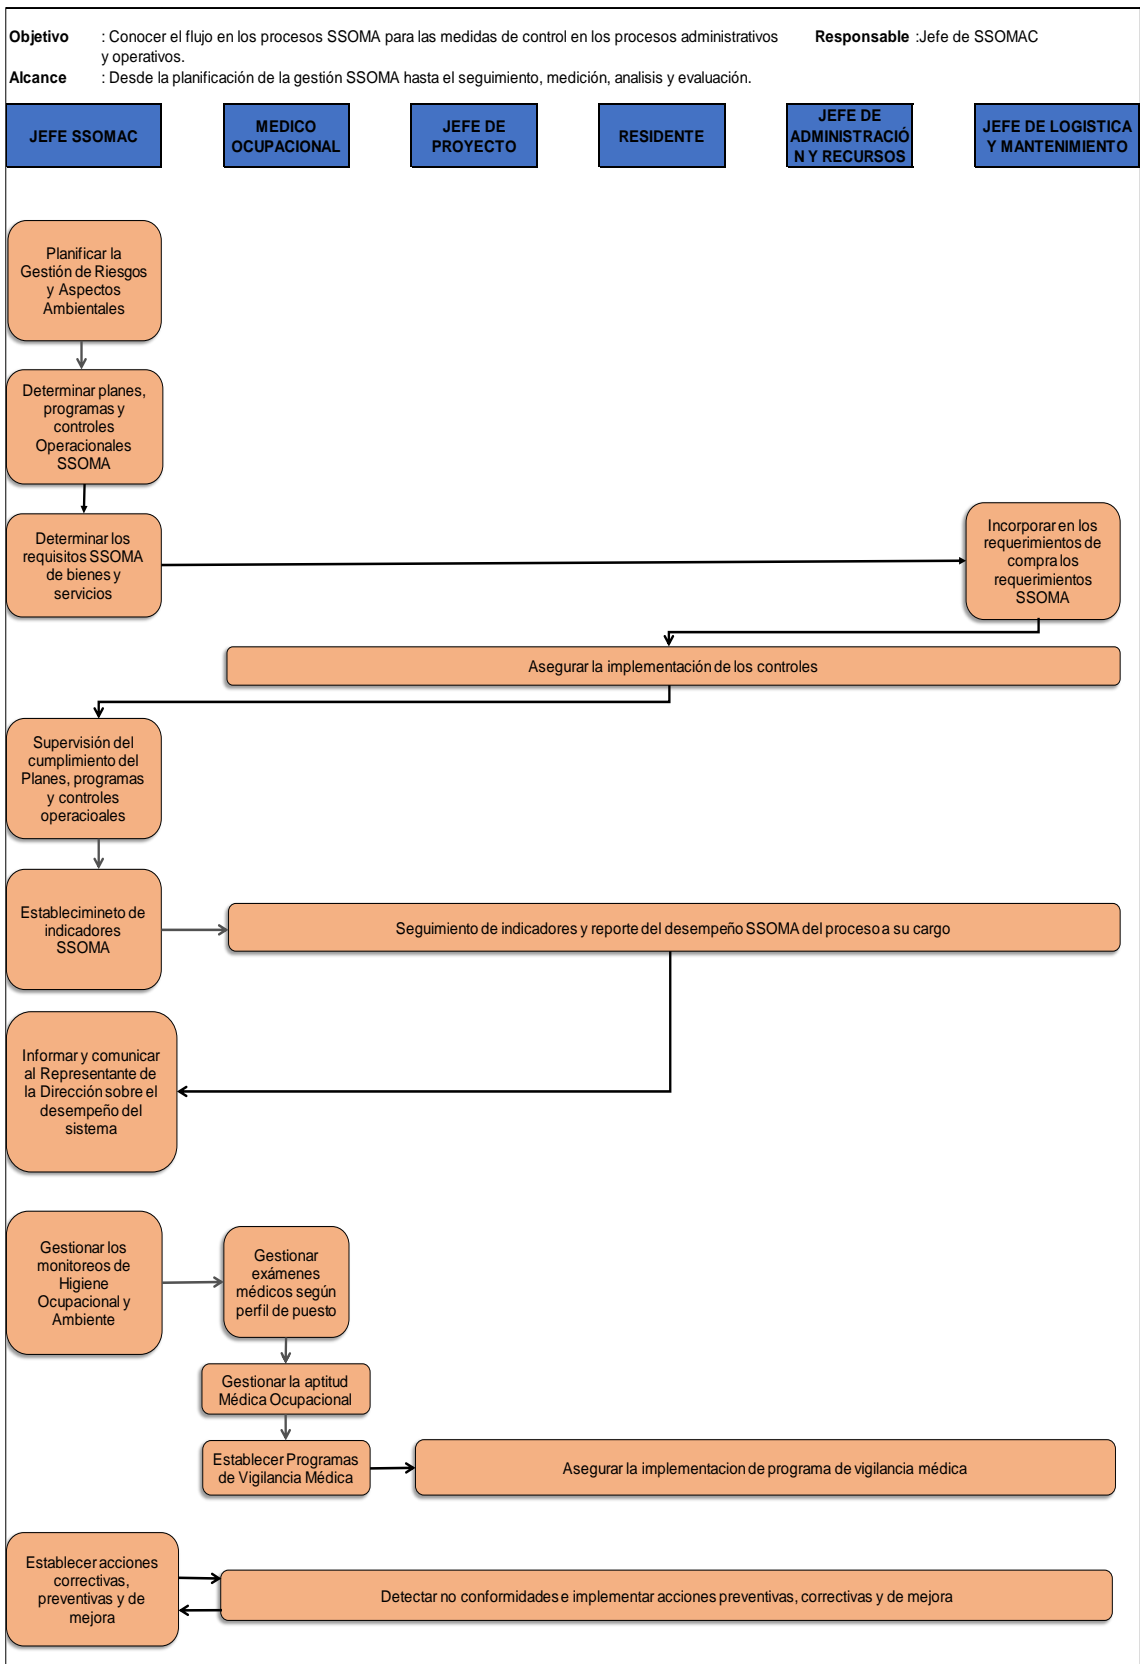 Objetivo : Conocer el flujo en los procesos SSOMA para las medidas de control en los procesos administrativos Responsable :Jefe de SSOMAC
y operativos.
Alcance : Desde la planificación de la gestión SSOMA hasta el seguimiento, medición, analisis y evaluación.
JEFE SSOMAC
MEDICO
OCUPACIONAL
JEFE DE
PROYECTO
RESIDENTE
JEFE DE
ADMINISTRACIÓ
N Y RECURSOS
JEFE DE LOGISTICA
Y MANTENIMIENTO
Planificar la
Gestión de Riesgos
y Aspectos
Ambientales
Determinar planes,
programas y
controles
Operacionales
SSOMA
Determinar los
requisitos SSOMA
de bienes y
servicios
Incorporar en los
requerimientos de
compra los
requerimientos
SSOMA
Asegurar la implementación de los controles
Supervisión del
cumplimiento del
Planes, programas
y controles
operacioales
Establecimineto de
indicadores
SSOMA
Seguimiento de indicadores y reporte del desempeño SSOMA del proceso a su cargo
Informar y comunicar
al Representante de
la Dirección sobre el
desempeño del
sistema
Gestionar los
monitoreos de
Higiene
Ocupacional y
Ambiente
Gestionar
exámenes
médicos según
perfil de puesto
Gestionar la aptitud
Médica Ocupacional
Establecer Programas
de Vigilancia Médica
Asegurar la implementacion de programa de vigilancia médica
Establecer acciones
correctivas,
preventivas y de
mejora
Detectar no conformidades e implementar acciones preventivas, correctivas y de mejora